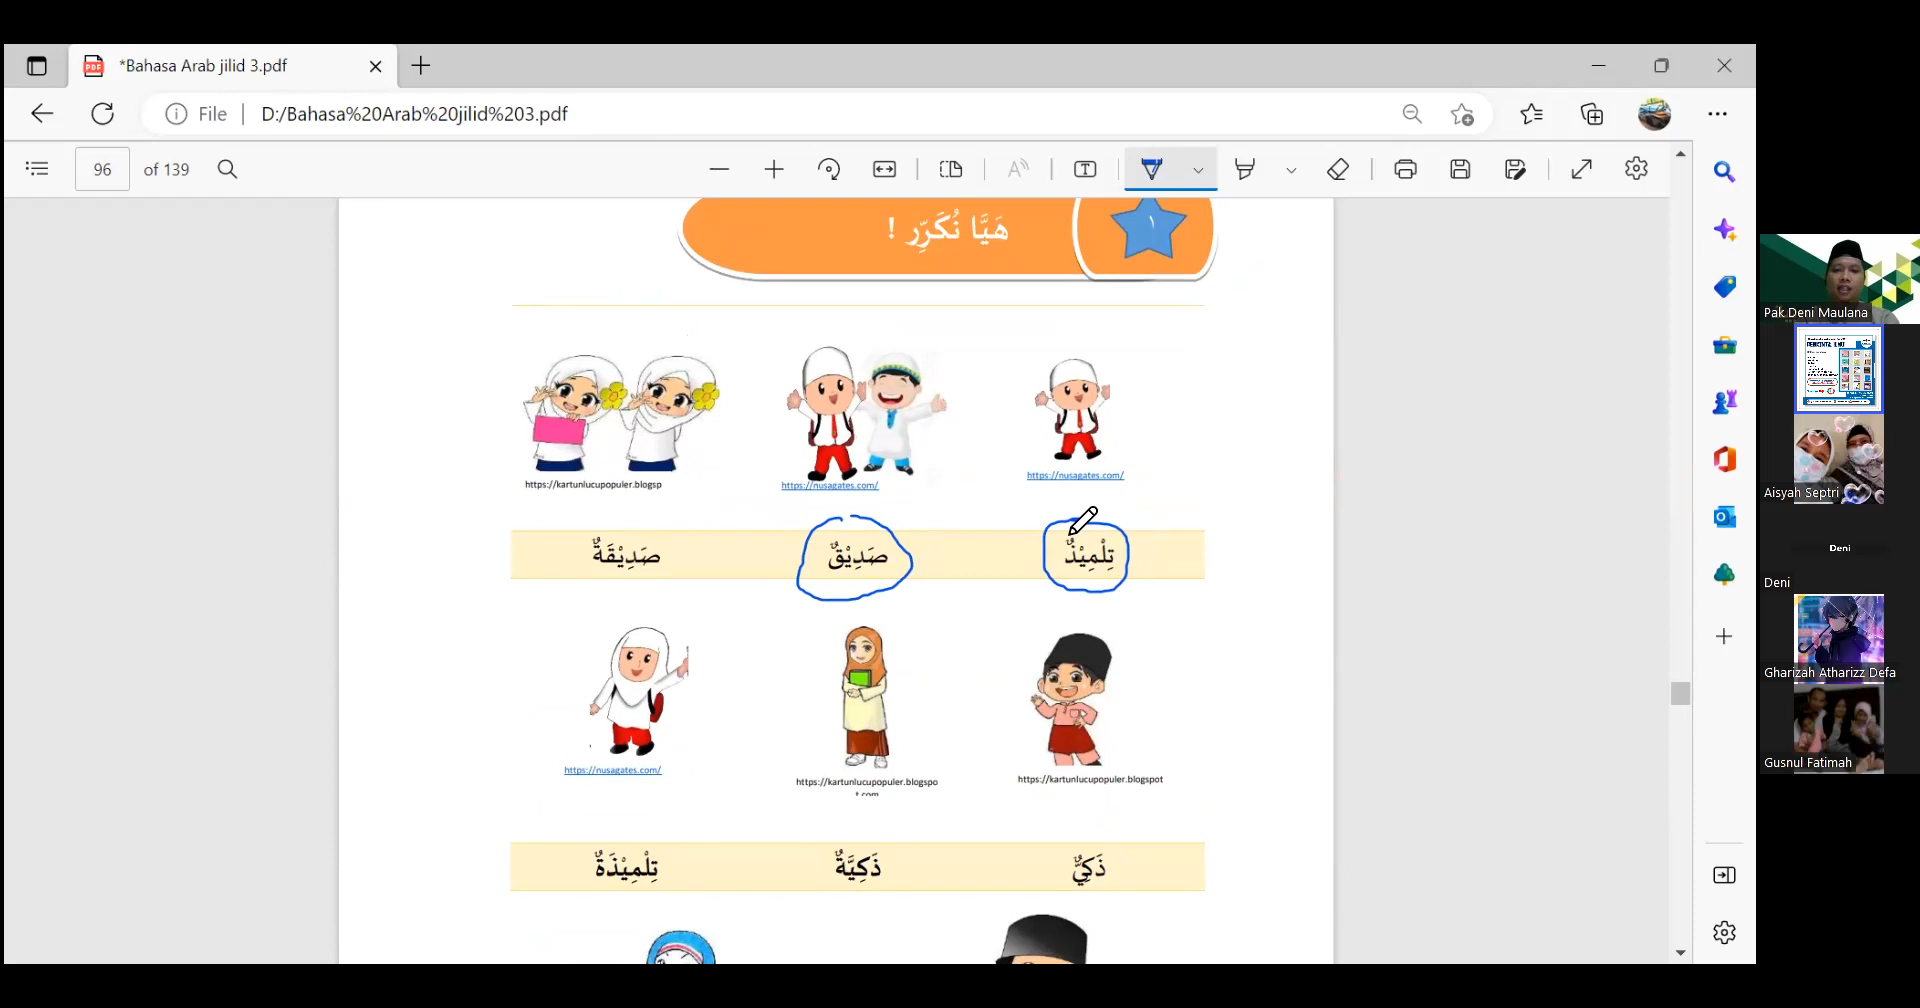 *Bahasa Arab jilid 3.pdf
File
D:/Bahasa%20Arab%20jilid%203.pdf
96 of 139
هَيَّا نُكَرِّر !
١
https://kartunlucupopuler.blogsp
https://nusagates.com/
https://nusagates.com/
تِلْمِيْذٌ
صَدِيْقٌ
صَدِيْقَةٌ
https://nusagates.com/
https://kartunlucupopuler.blogspo
t.com
https://kartunlucupopuler.blogspot
ذَكِيٌّ
ذَكِيَّةٌ
تِلْمِيْذَةٌ
Pak Deni Maulana
Aisyah Septri
Deni
Deni
Gharizah Atharizz Defa
Gusnul Fatimah